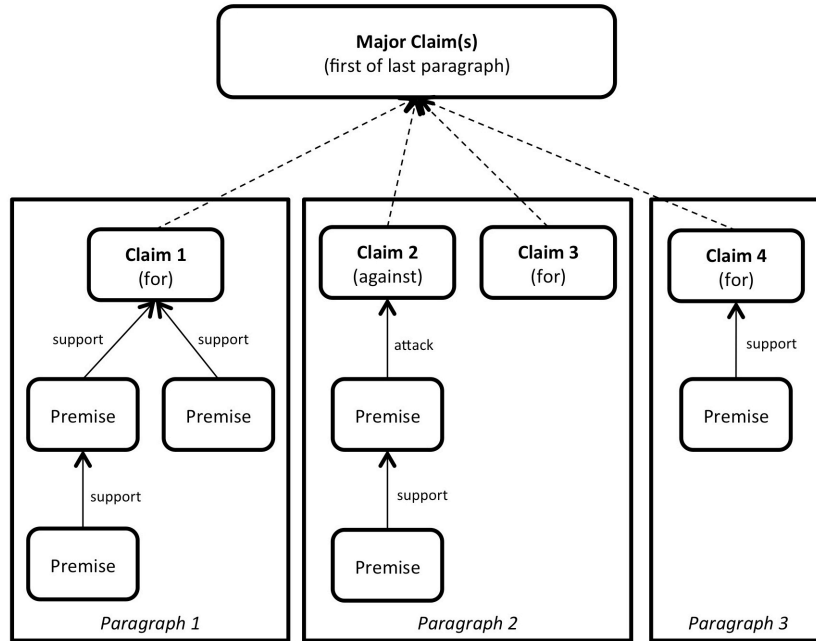 Major Claim(s)
(first of last paragraph)
Claim 1
(for)
Claim 2
(against)
Claim 3
(for)
Claim 4
(for)
support
support
attack
support
Premise
Premise
Premise
Premise
support
support
Premise
Premise
Paragraph 1
Paragraph 2
Paragraph 3